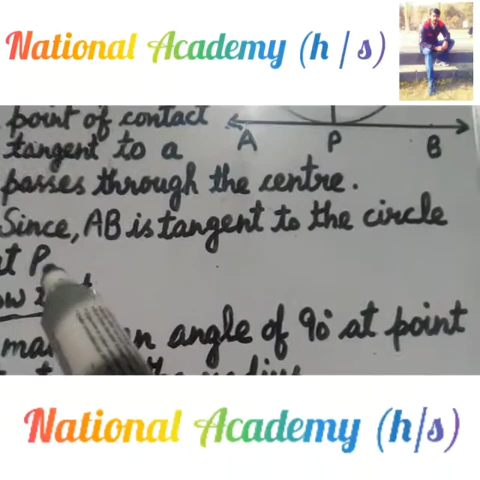 National Academy (h/s)
point of contact
A P B
tangent to a
passes through the centre.
Since, AB is tangent to the circle
at P
angle of 90° at point
National Academy (h/s)